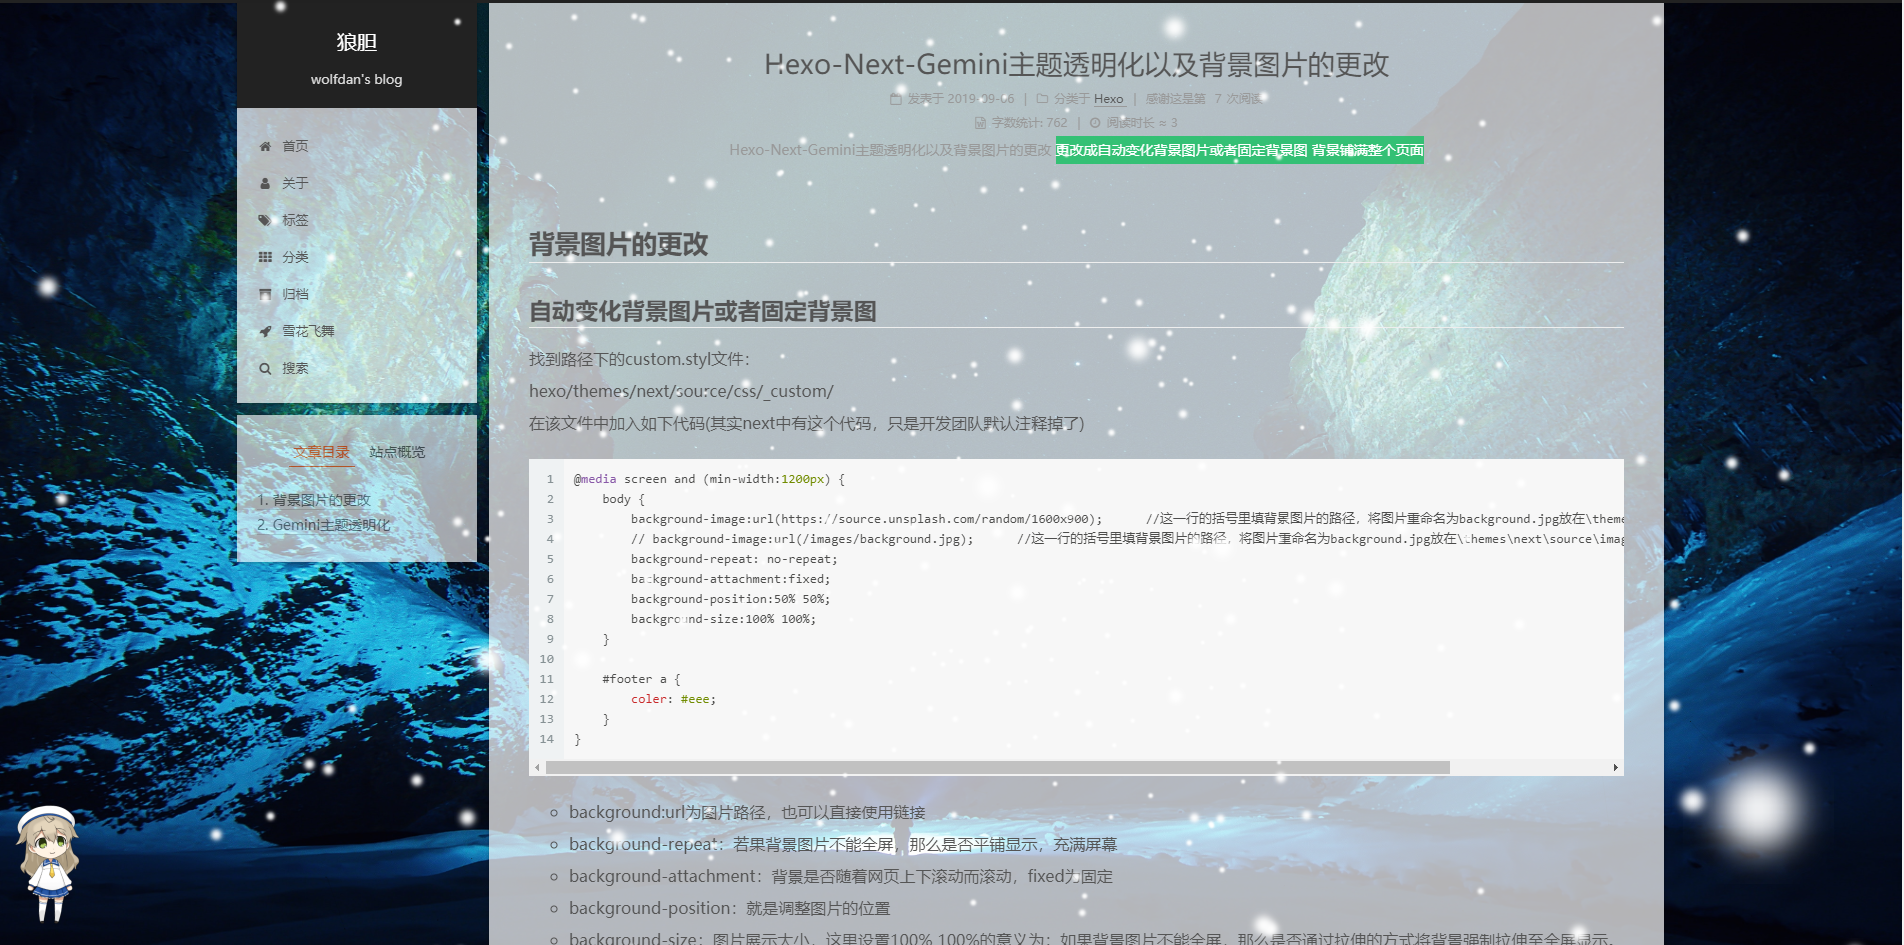 狼胆
wolfdan's blog
首页
关于
标签
分类
归档
雪花飞舞
搜索
文章目录 站点概览
1. 背景图片的更改
2. Gemini主题透明化
Hexo-Next-Gemini主题透明化以及背景图片的更改
发表于 2019-09-06 | 分类于 Hexo | 感谢这是第 7 次阅读
字数统计: 762 | 阅读时长 ≈ 3
Hexo-Next-Gemini主题透明化以及背景图片的更改 更改成自动变化背景图片或者固定背景图 背景铺满整个页面
背景图片的更改
自动变化背景图片或者固定背景图
找到路径下的custom.styl文件：
hexo/themes/next/source/css/_custom/
在该文件中加入如下代码(其实next中有这个代码，只是开发团队默认注释掉了)
1 @media screen and (min-width:1200px) {
2 body {
3 background-image:url(https://source.unsplash.com/random/1600x900); //这一行的括号里填背景图片的路径，将图片重命名为background.jpg放在\theme
4 // background-image:url(/images/background.jpg); //这一行的括号里填背景图片的路径，将图片重命名为background.jpg放在\themes\next\source\imag
5 background-repeat: no-repeat;
6 background-attachment:fixed;
7 background-position:50% 50%;
8 background-size:100% 100%;
9 }
10
11 #footer a {
12 coler: #eee;
13 }
14 }
background:url为图片路径，也可以直接使用链接
background-repeat：若果背景图片不能全屏，那么是否平铺显示，充满屏幕
background-attachment：背景是否随着网页上下滚动而滚动，fixed为固定
background-position：就是调整图片的位置
background-size：图片展示大小，这里设置100% 100%的意义为：如果背景图片不能全屏，那么是否通过拉伸的方式将背景强制拉伸至全屏显示。